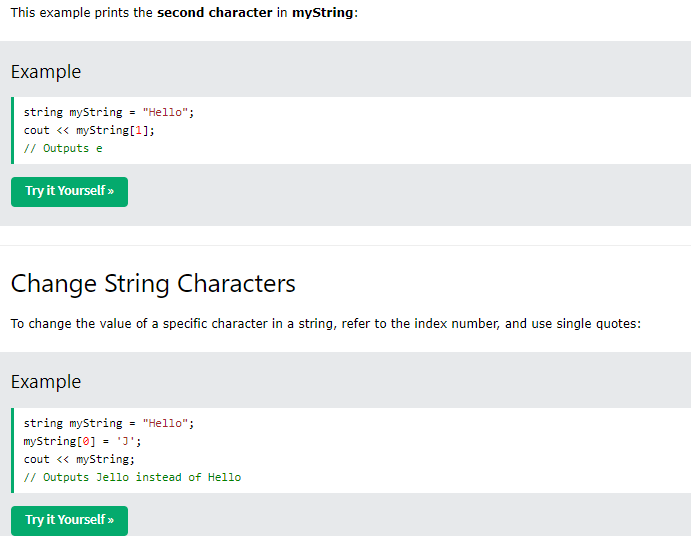 This example prints the second character in myString:
Example
string myString = "Hello";
cout << myString[1];
// Outputs e
Try it Yourself »
Change String Characters
To change the value of a specific character in a string, refer to the index number, and use single quotes:
Example
string myString = "Hello";
myString[0] = 'J';
cout << myString;
// Outputs Jello instead of Hello
Try it Yourself »